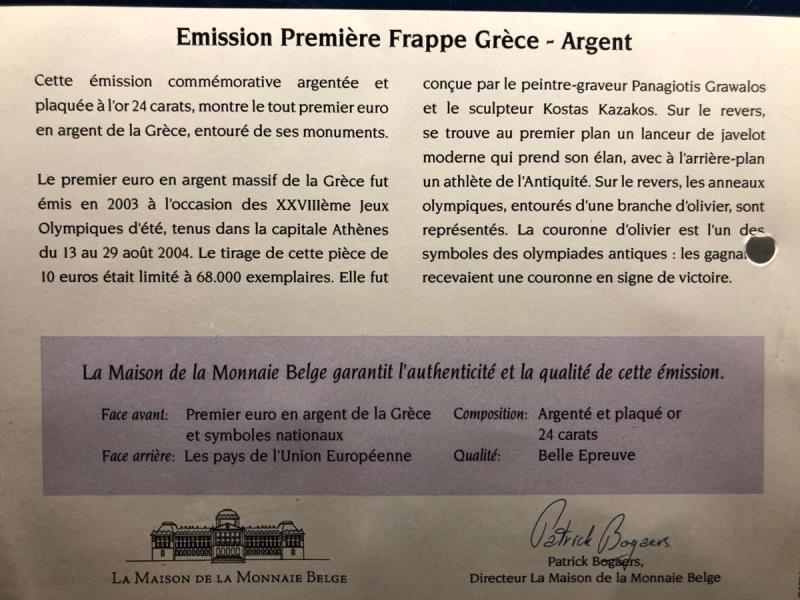 Emission Première Frappe Grèce - Argent
Cette émission commémorative argentée et
plaquée à l'or 24 carats, montre le tout premier euro
en argent de la Grèce, entouré de ses monuments.
Le premier euro en argent massif de la Grèce fut
émis en 2003 à l'occasion des XXVIIIème Jeux
Olympiques d'été, tenus dans la capitale Athènes
du 13 au 29 août 2004. Le tirage de cette pièce de
10 euros était limité à 68.000 exemplaires. Elle fut
conçue par le peintre-graveur Panagiotis Grawalos
et le sculpteur Kostas Kazakos. Sur le revers,
se trouve au premier plan un lanceur de javelot
moderne qui prend son élan, avec à l'arrière-plan
un athlète de l'Antiquité. Sur le revers, les anneaux
olympiques, entourés d'une branche d'olivier, sont
représentés. La couronne d'olivier est l'un des
symboles des olympiades antiques : les gagna
recevaient une couronne en signe de victoire.
La Maison de la Monnaie Belge garantit l'authenticité et la qualité de cette émission.
Face avant: Premier euro en argent de la Grèce
et symboles nationaux
Face arrière: Les pays de l'Union Européenne
Composition: Argenté et plaqué or
24 carats
Qualité: Belle Epreuve
LA MAISON DE LA MONNAIE BELGE
Patrick Bogaers
Patrick Bogaers,
Directeur La Maison de la Monnaie Belge